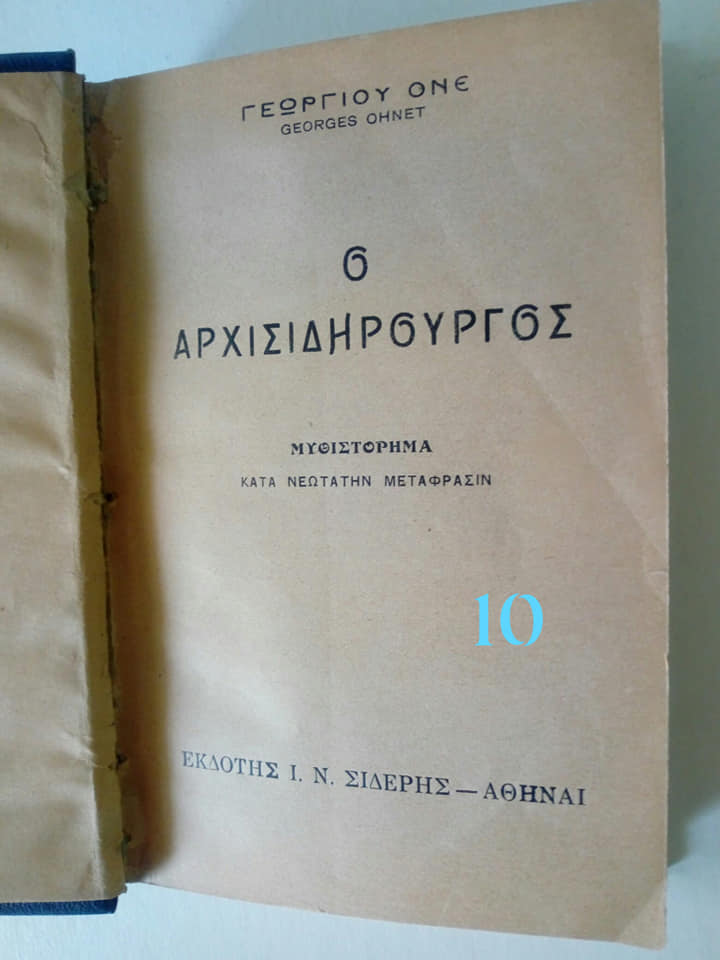 ΓΕΩΡΓΙΟΥ ΟΝΕ
GEORGES OHNET
Ο
ΑΡΧΙΣΙΔΗΡΟΥΡΓΟΣ
ΜΥΘΙΣΤΟΡΗΜΑ
ΚΑΤΑ ΝΕΩΤΑΤΗΝ ΜΕΤΑΦΡΑΣΙΝ
10
ΕΚΔΟΤΗΣ Ι. Ν. ΣΙΔΕΡΗΣ — ΑΘΗΝΑΙ